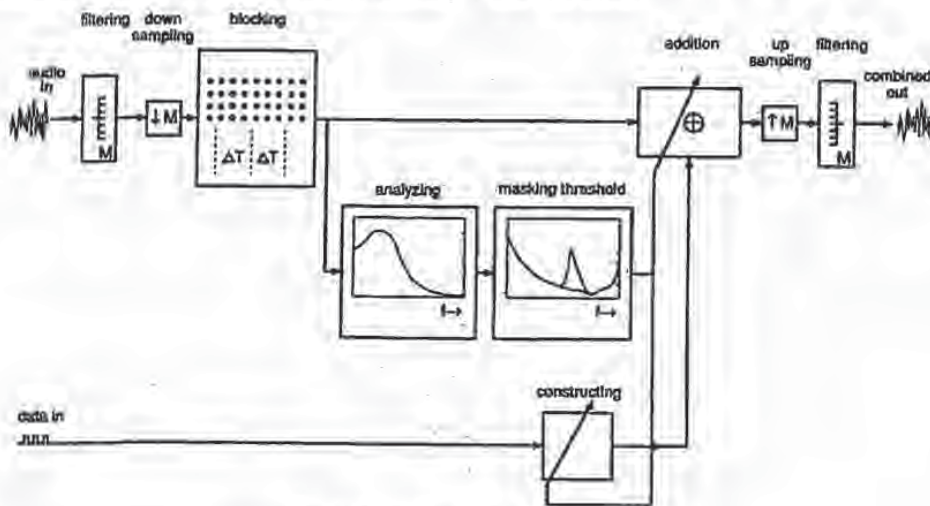 filtering
down sampling
blocking
addition
up sampling
filtering
audio in
combined out
M
↓ M
ΔT ΔT
⊕
↑ M
M
analyzing
masking threshold
f→
f→
constructing
data in